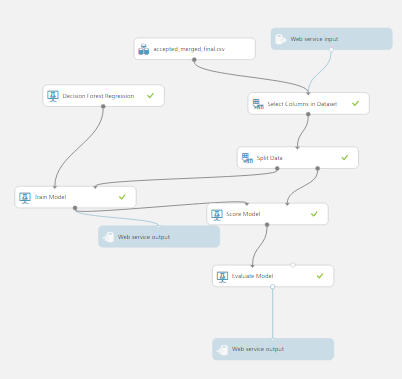 Web service input
accepted_merged_final.csv
Decision Forest Regression
Select Columns in Dataset
Split Data
Train Model
Score Model
Web service output
Evaluate Model
Web service output